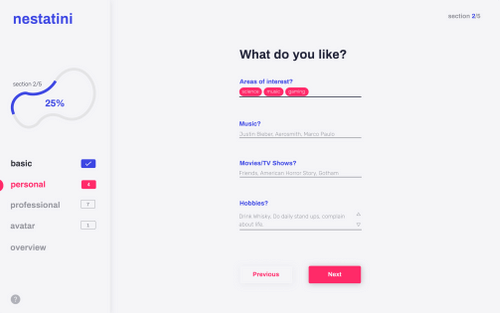 nestatini
section 2/5
section 2/5
25%
basic
personal
4
professional
7
avatar
1
overview
?
What do you like?
Areas of interest?
science music gaming
Music?
Justin Bieber, Aerosmith, Marco Paulo
Movies/TV Shows?
Friends, American Horror Story, Gotham
Hobbies?
Drink Whisky, Do daily stand ups, complain
about life.
Previous
Next